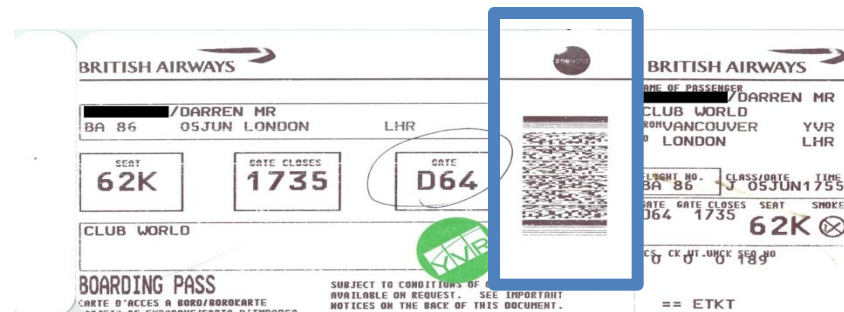 BRITISH AIRWAYS
oneworld
/DARREN MR
BA 86 05JUN LONDON LHR
SEAT
62K
GATE CLOSES
1735
GATE
D64
CLUB WORLD
YVR
BOARDING PASS
CARTE D'ACCES A BORD/BORDKARTE
SUBJECT TO CONDITIONS OF
AVAILABLE ON REQUEST. SEE IMPORTANT
NOTICES ON THE BACK OF THIS DOCUMENT.
BRITISH AIRWAYS
NAME OF PASSENGER
/DARREN MR
CLUB WORLD
VANCOUVER YVR
LONDON LHR
FLIGHT NO. CLASS/DATE TIME
BA 86 J 05JUN1755
GATE GATE CLOSES SEAT SMOKE
D64 1735 62K
PCS. CK.WT.UNCK SEQ.NO
0 0 0 189
== ETKT